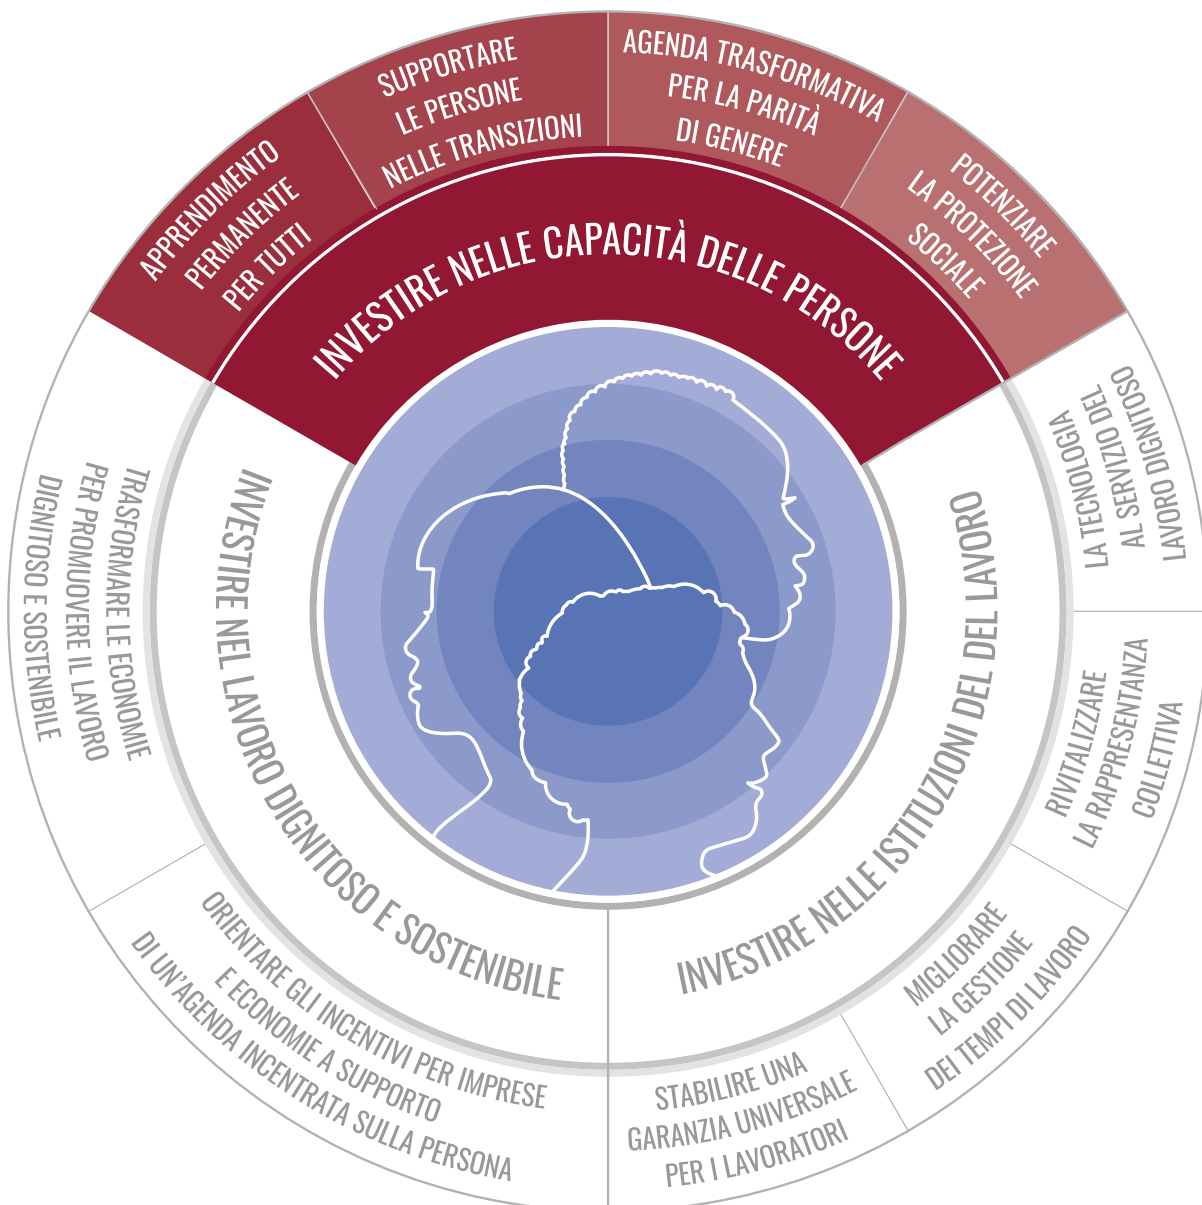 APPRENDIMENTO
PERMANENTE
PER TUTTI
SUPPORTARE
LE PERSONE
NELLE TRANSIZIONI
AGENDA TRASFORMATIVA
PER LA PARITÀ
DI GENERE
POTENZIARE
LA PROTEZIONE
SOCIALE
INVESTIRE NELLE CAPACITÀ DELLE PERSONE
LA TECNOLOGIA
AL SERVIZIO DEL
LAVORO DIGNITOSO
RIVITALIZZARE
LA RAPPRESENTANZA
COLLETTIVA
MIGLIORARE
LA GESTIONE
DEI TEMPI DI LAVORO
STABILIRE UNA
GARANZIA UNIVERSALE
PER I LAVORATORI
INVESTIRE NELLE ISTITUZIONI DEL DEL LAVORO
TRASFORMARE LE ECONOMIE
PER PROMUOVERE IL LAVORO
DIGNITOSO E SOSTENIBILE
ORIENTARE GLI INCENTIVI PER IMPRESE
E ECONOMIE A SUPPORTO
DI UN'AGENDA INCENTRATA SULLA PERSONA
INVESTIRE NEL LAVORO DIGNITOSO E SOSTENIBILE